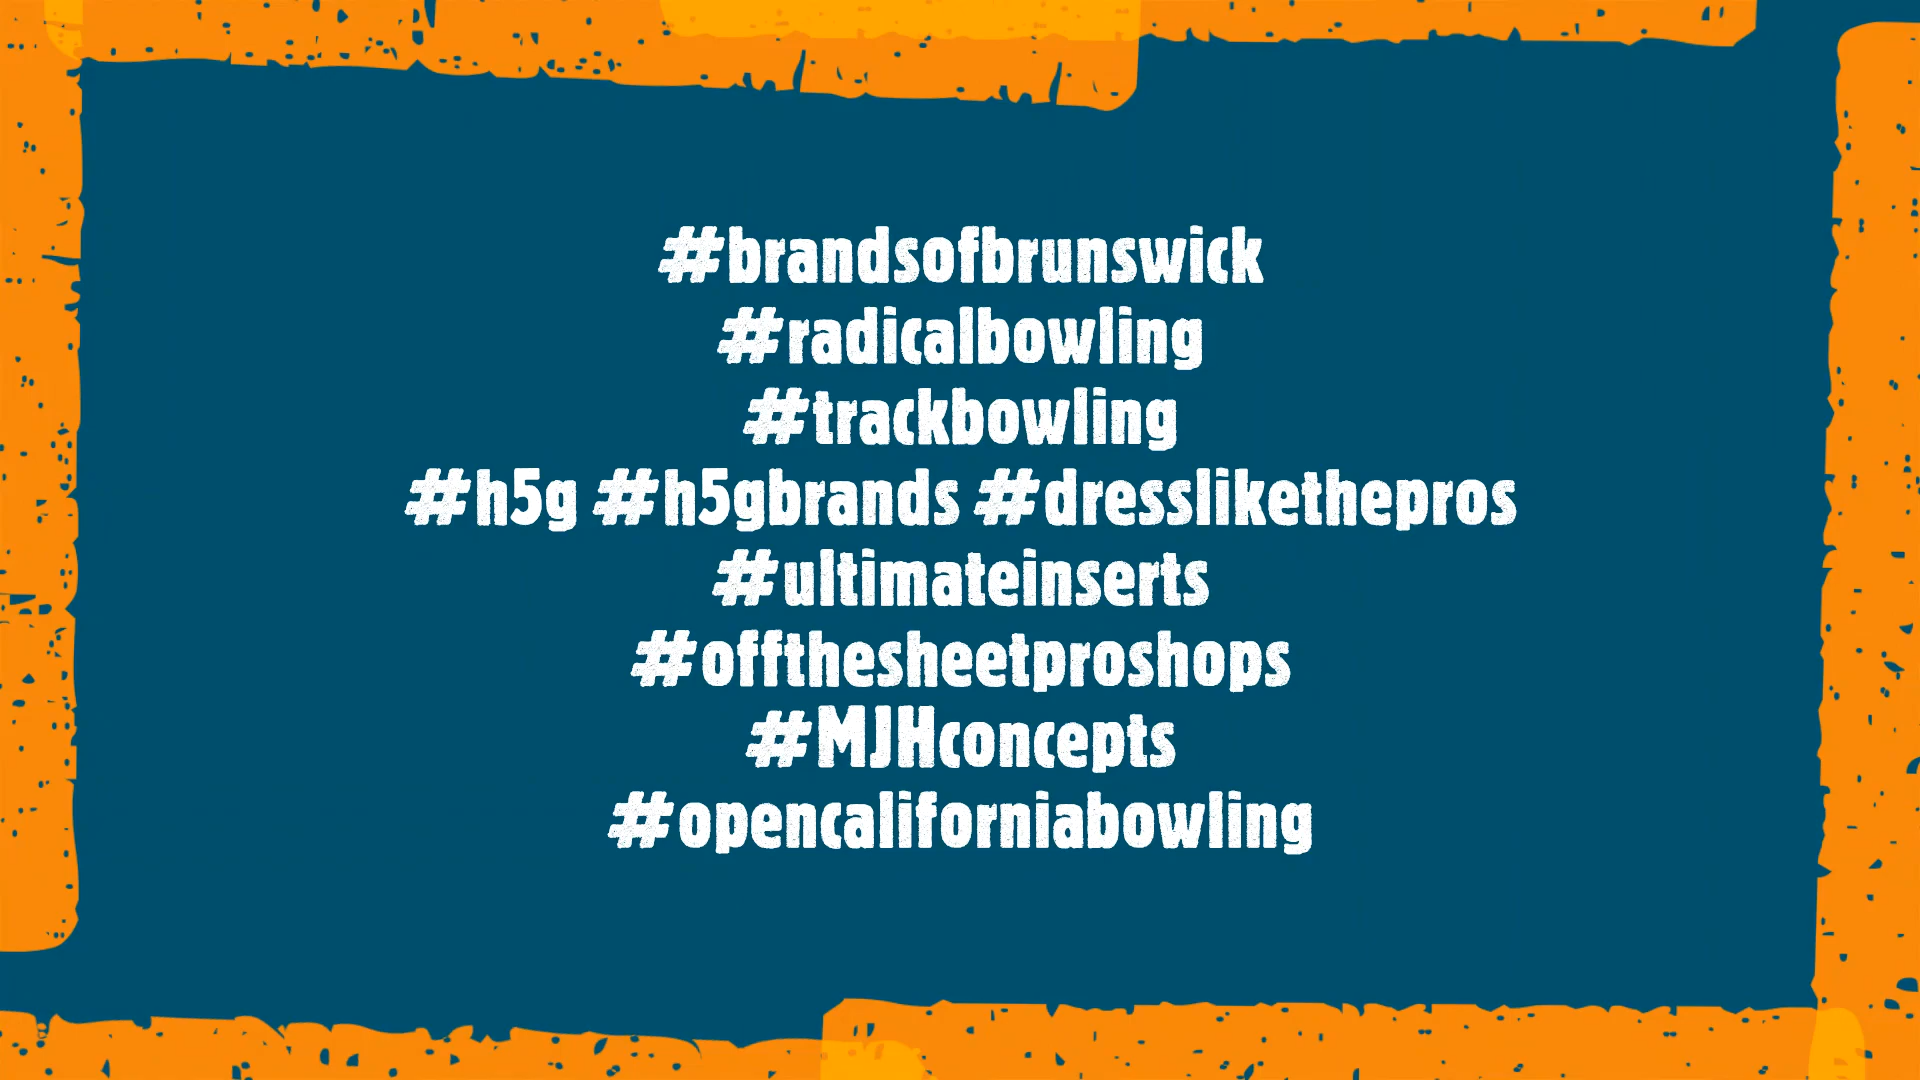 #brandsofbrunswick
#radicalbowling
#trackbowling
#h5g #h5gbrands #dresslikethepros
#ultimateinserts
#offthesheetproshops
#MJHconcepts
#opencaliforniabowling